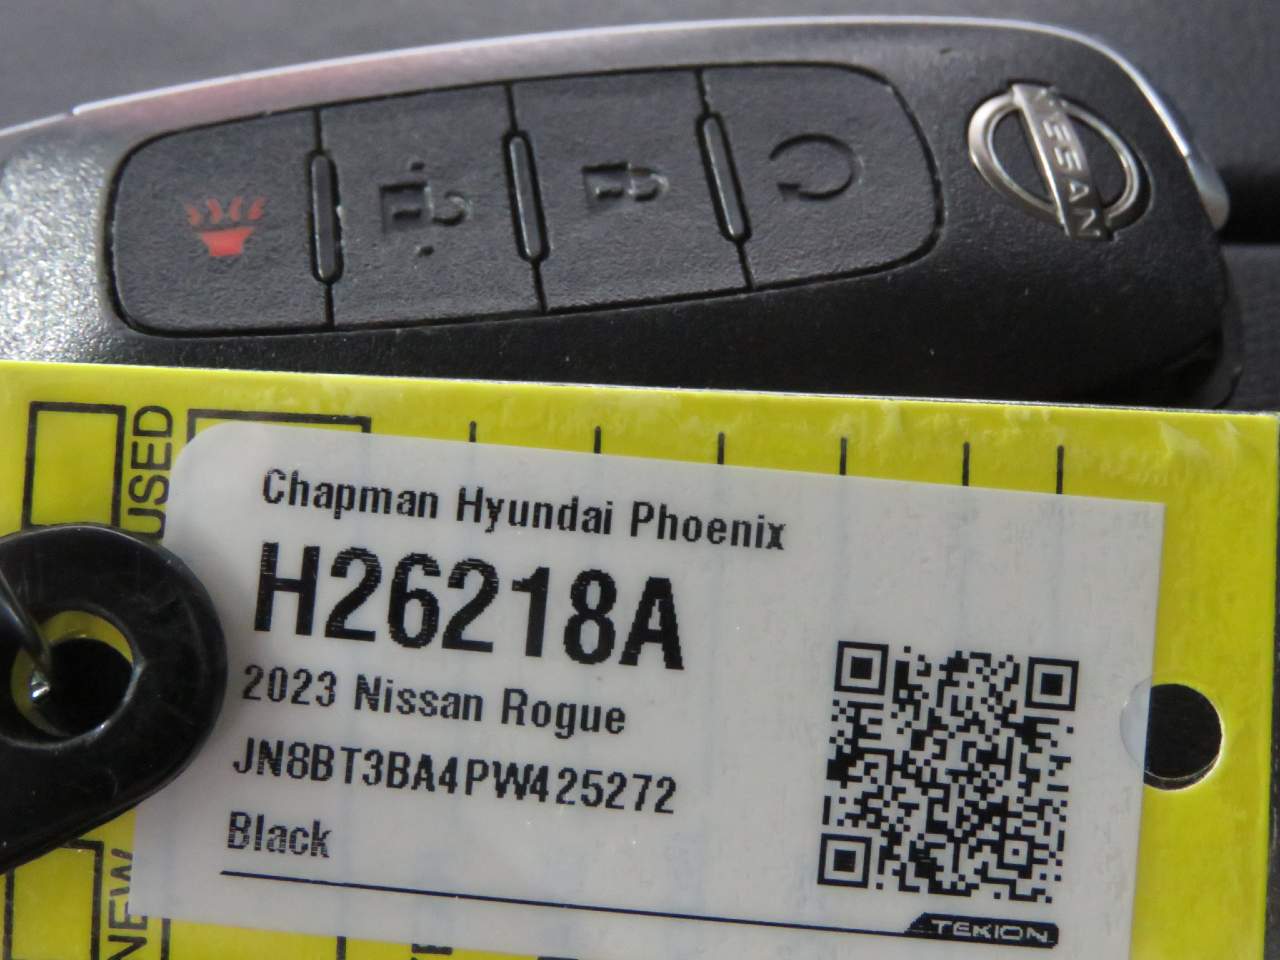 NISSAN
USED
Chapman Hyundai Phoenix
H26218A
2023 Nissan Rogue
JN8BT3BA4PW425272
Black
NEW
TEKION